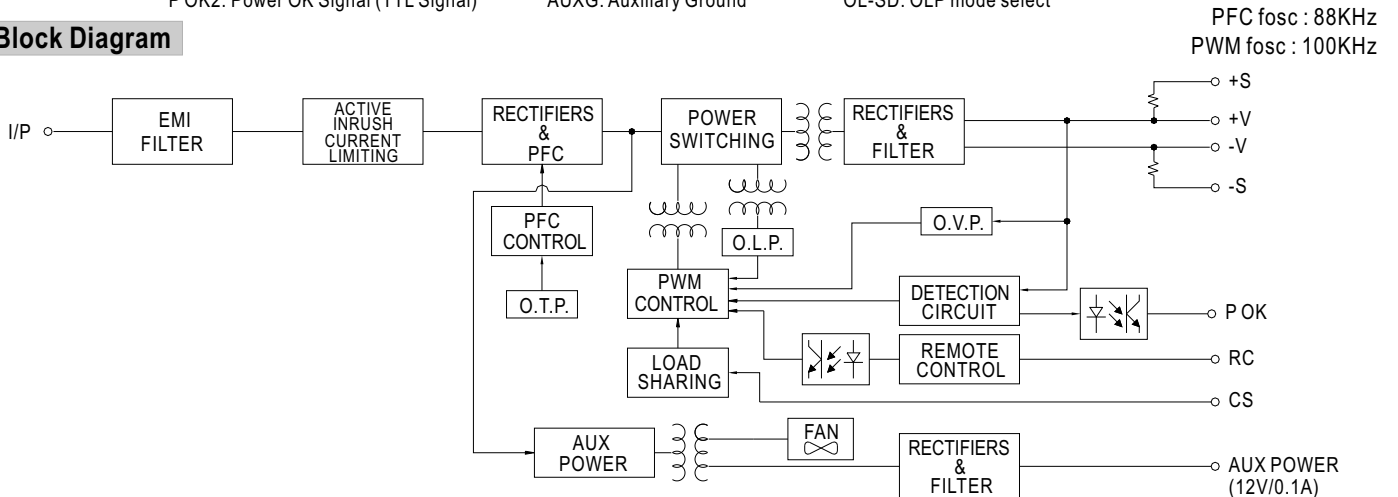 P OK2: Power OK Signal (TTL Signal) AUXG: Auxiliary Ground OL-SD: OLP mode select
PFC fosc : 88KHz
Block Diagram
PWM fosc : 100KHz
I/P
EMI
FILTER
ACTIVE
INRUSH
CURRENT
LIMITING
RECTIFIERS
&
PFC
POWER
SWITCHING
RECTIFIERS
&
FILTER
+S
+V
-V
-S
PFC
CONTROL
O.L.P.
O.V.P.
O.T.P.
PWM
CONTROL
DETECTION
CIRCUIT
P OK
LOAD
SHARING
REMOTE
CONTROL
RC
CS
AUX
POWER
FAN
RECTIFIERS
&
FILTER
AUX POWER
(12V/0.1A)